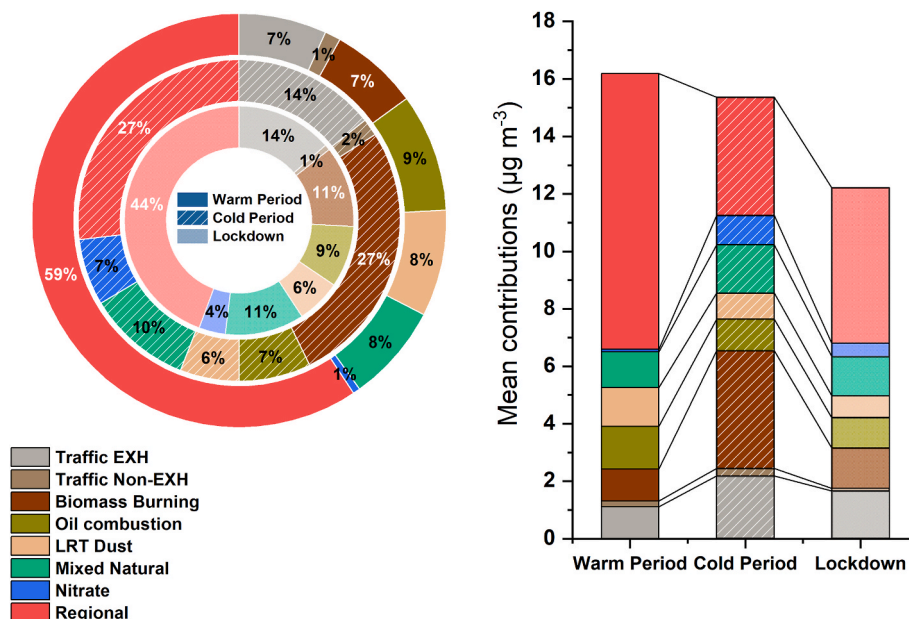 7%
1%
7%
9%
8%
8%
1%
59%
14%
2%
27%
7%
6%
10%
7%
27%
14%
1%
11%
9%
6%
11%
4%
44%
Warm Period
Cold Period
Lockdown
Traffic EXH
Traffic Non-EXH
Biomass Burning
Oil combustion
LRT Dust
Mixed Natural
Nitrate
Regional
Mean contributions (µg m⁻³)
18
16
14
12
10
8
6
4
2
0
Warm Period
Cold Period
Lockdown